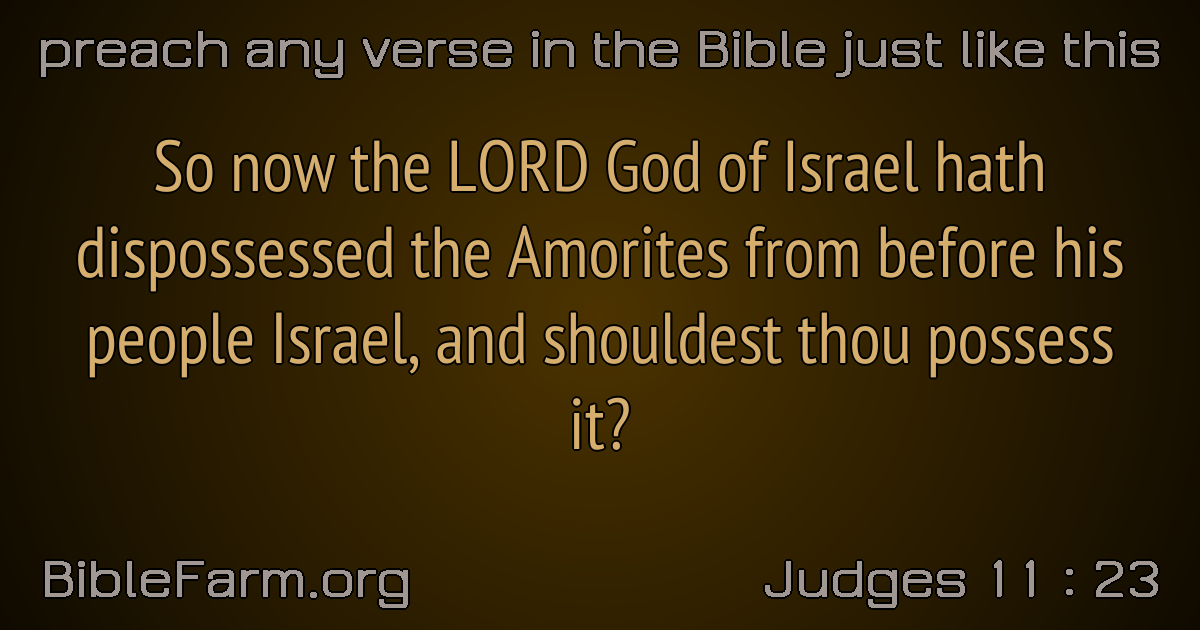 preach any verse in the Bible just like this
So now the LORD God of Israel hath
dispossessed the Amorites from before his
people Israel, and shouldest thou possess
it?
BibleFarm.org
Judges 11 : 23